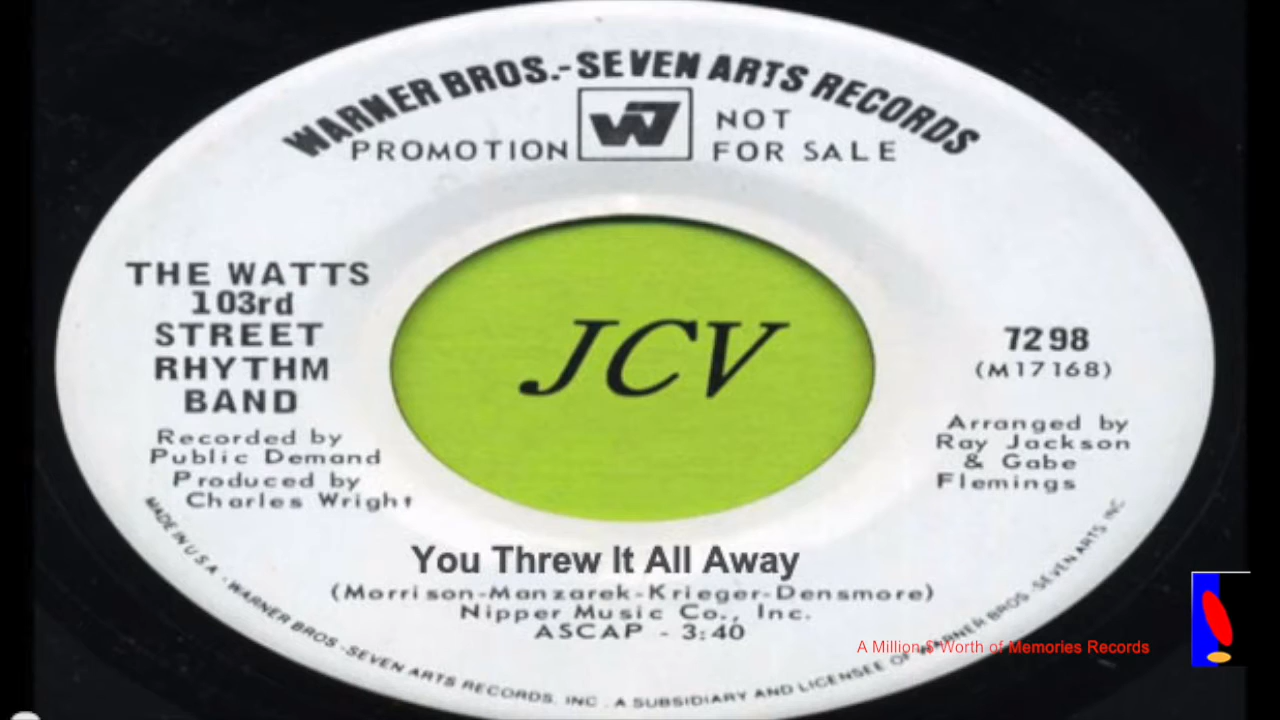 WARNER BROS.-SEVEN ARTS RECORDS
PROMOTION W7 NOT FOR SALE
THE WATTS
103rd
STREET
RHYTHM
BAND
Recorded by
Public Demand
Produced by
Charles Wright
JCV
7298
(M17168)
Arranged by
Ray Jackson
& Gabe
Flemings
You Threw It All Away
(Morrison-Manzarek-Krieger-Densmore)
Nipper Music Co., Inc.
ASCAP - 3:40
MADE IN U.S.A. - WARNER BROS.-SEVEN ARTS RECORDS, INC., A SUBSIDIARY AND LICENSEE OF WARNER BROS.-SEVEN ARTS, INC.
A Million $ Worth of Memories Records